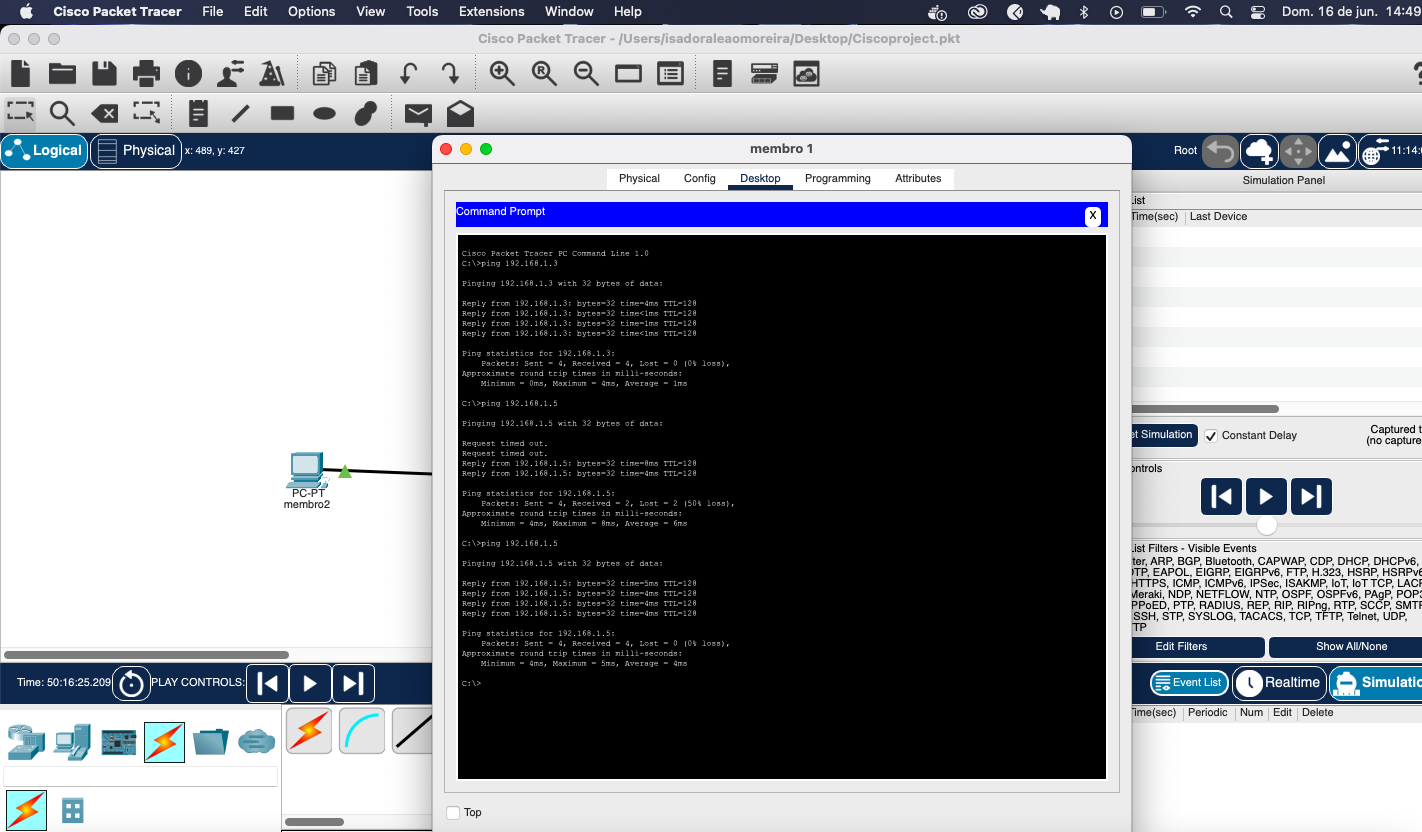 Cisco Packet Tracer File Edit Options View Tools Extensions Window Help Dom. 16 de jun. 14:49
Cisco Packet Tracer - /Users/isadoraleaomoreira/Desktop/Ciscoproject.pkt
Logical Physical x: 489, y: 427
Root 11:14:0
membro 1
Physical Config Desktop Programming Attributes
Command Prompt
X
Cisco Packet Tracer PC Command Line 1.0
C:\>ping 192.168.1.3
Pinging 192.168.1.3 with 32 bytes of data:
Reply from 192.168.1.3: bytes=32 time=4ms TTL=128
Reply from 192.168.1.3: bytes=32 time<1ms TTL=128
Reply from 192.168.1.3: bytes=32 time=1ms TTL=128
Reply from 192.168.1.3: bytes=32 time<1ms TTL=128
Ping statistics for 192.168.1.3:
Packets: Sent = 4, Received = 4, Lost = 0 (0% loss),
Approximate round trip times in milli-seconds:
Minimum = 0ms, Maximum = 4ms, Average = 1ms
C:\>ping 192.168.1.5
Pinging 192.168.1.5 with 32 bytes of data:
Request timed out.
Request timed out.
Reply from 192.168.1.5: bytes=32 time=8ms TTL=128
Reply from 192.168.1.5: bytes=32 time=4ms TTL=128
Ping statistics for 192.168.1.5:
Packets: Sent = 4, Received = 2, Lost = 2 (50% loss),
Approximate round trip times in milli-seconds:
Minimum = 4ms, Maximum = 8ms, Average = 6ms
C:\>ping 192.168.1.5
Pinging 192.168.1.5 with 32 bytes of data:
Reply from 192.168.1.5: bytes=32 time=5ms TTL=128
Reply from 192.168.1.5: bytes=32 time=4ms TTL=128
Reply from 192.168.1.5: bytes=32 time=4ms TTL=128
Reply from 192.168.1.5: bytes=32 time=4ms TTL=128
Ping statistics for 192.168.1.5:
Packets: Sent = 4, Received = 4, Lost = 0 (0% loss),
Approximate round trip times in milli-seconds:
Minimum = 4ms, Maximum = 5ms, Average = 4ms
C:\>
Top
PC-PT
membro2
Simulation Panel
List
Time(sec) Last Device
et Simulation Constant Delay
Captured t
(no capture
ontrols
List Filters - Visible Events
ter, ARP, BGP, Bluetooth, CAPWAP, CDP, DHCP, DHCPv6,
DTP, EAPOL, EIGRP, EIGRPv6, FTP, H.323, HSRP, HSRPv6
HTTPS, ICMP, ICMPv6, IPSec, ISAKMP, IoT, IoT TCP, LACP
Meraki, NDP, NETFLOW, NTP, OSPF, OSPFv6, PAgP, POP3
PPPoED, PTP, RADIUS, REP, RIP, RIPng, RTP, SCCP, SMTP
SSH, STP, SYSLOG, TACACS, TCP, TFTP, Telnet, UDP,
TP
Edit Filters Show All/None
Time: 50:16:25.209 PLAY CONTROLS:
Event List Realtime Simulatio
Time(sec) Periodic Num Edit Delete